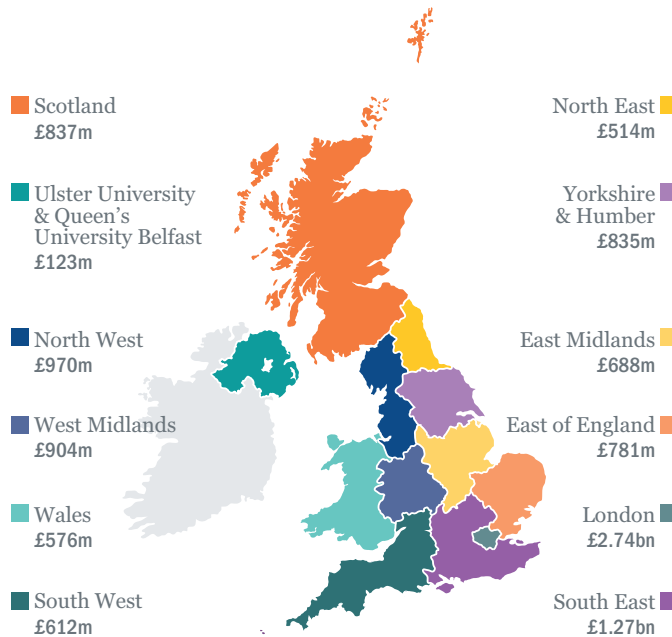 Scotland
£837m
Ulster University
& Queen's
University Belfast
£123m
North West
£970m
West Midlands
£904m
Wales
£576m
South West
£612m
North East
£514m
Yorkshire
& Humber
£835m
East Midlands
£688m
East of England
£781m
London
£2.74bn
South East
£1.27bn